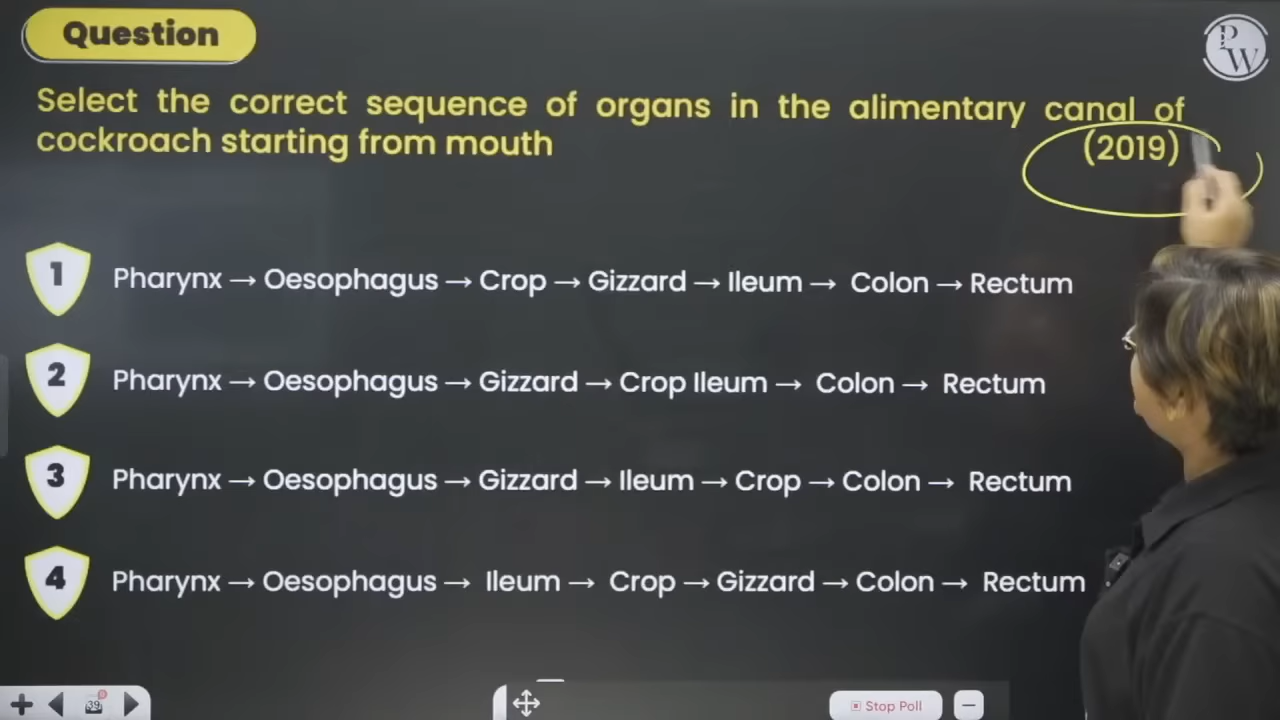 Question
PW
Select the correct sequence of organs in the alimentary canal of
cockroach starting from mouth (2019)
1 Pharynx → Oesophagus → Crop → Gizzard → Ileum → Colon → Rectum
2 Pharynx → Oesophagus → Gizzard → Crop Ileum → Colon → Rectum
3 Pharynx → Oesophagus → Gizzard → Ileum → Crop → Colon → Rectum
4 Pharynx → Oesophagus → Ileum → Crop → Gizzard → Colon → Rectum
39 Stop Poll